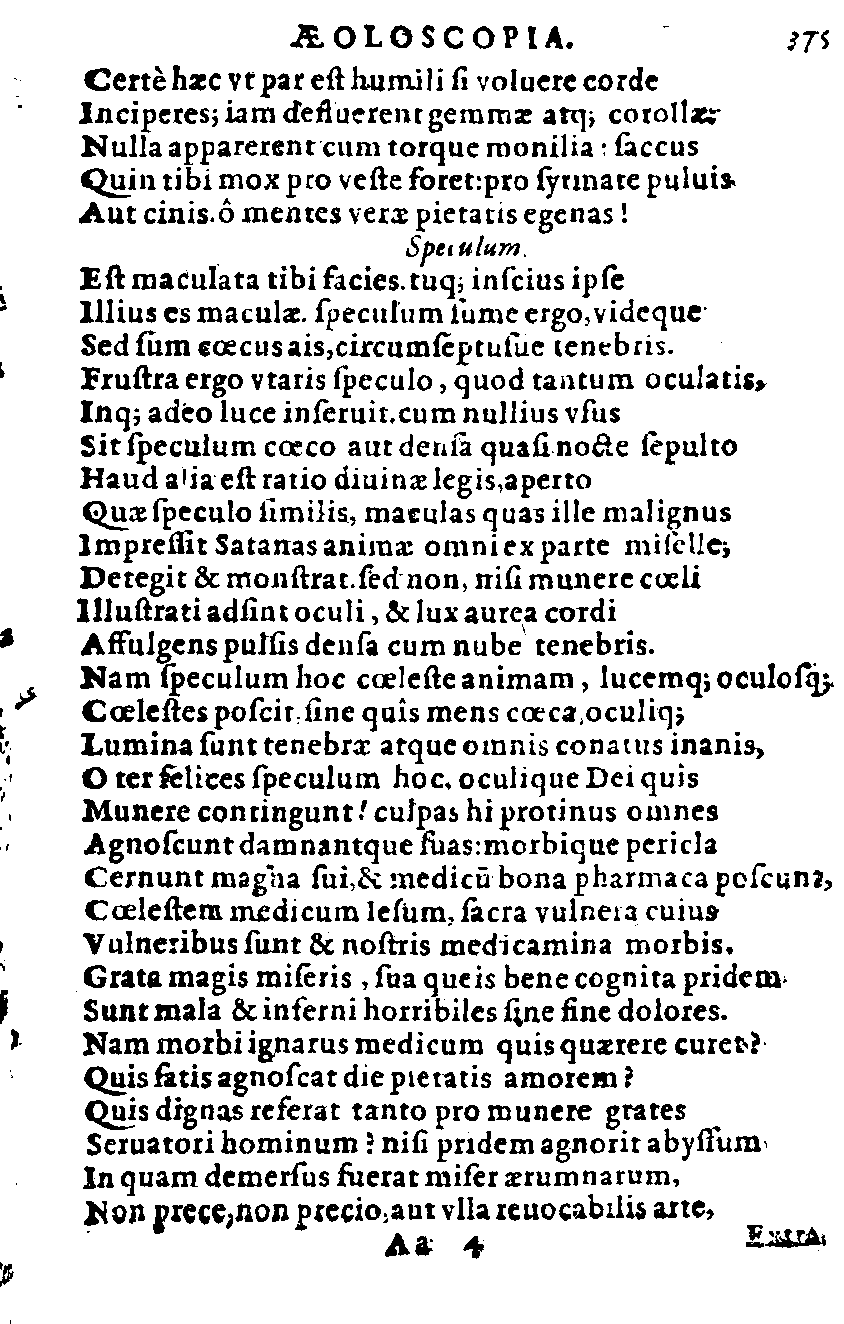 ÆOLOSCOPIA. 375
Certè hæc vt par eſt humili ſi voluere corde
Inciperes; iam defluerent gemmæ atq; corollæ:
Nulla apparerent cum torque monilia: ſaccus
Quin tibi mox pro veſte foret: pro ſyrmate puluis.
Aut cinis. ô mentes veræ pietatis egenas!
Speculum.
Eſt maculata tibi facies. tuq; inſcius ipſe
Illius es maculæ. ſpeculum ſume ergo, videque
Sed ſum cœcus ais, circumſeptuſue tenebris.
Fruſtra ergo vtaris ſpeculo, quod tantum oculatis,
Inq; adeo luce inſeruit. cum nullius vſus
Sit ſpeculum cœco aut denſa quaſi nocte ſepulto
Haud alia eſt ratio diuinæ legis, aperto
Quæ ſpeculo ſimilis, maculas quas ille malignus
Impreſſit Satanas animæ omni ex parte miſelle;
Detegit & monſtrat. ſed non, niſi munere cœli
Illuſtrati adſint oculi, & lux aurea cordi
Affulgens pulſis denſa cum nube tenebris.
Nam ſpeculum hoc cœleſte animam, lucemq; oculoſq;.
Cœleſtes poſcit. ſine quîs mens cœca, oculiq;
Lumina ſunt tenebræ atque omnis conatus inanis,
O ter felices ſpeculum hoc, oculique Dei quis
Munere contingunt! culpas hi protinus omnes
Agnoſcunt damnantque ſuas: morbique pericla
Cernunt magna ſui, & medicū bona pharmaca poſcunt,
Cœleſtem medicum Ieſum, ſacra vulnera cuius
Vulneribus ſunt & noſtris medicamina morbis.
Grata magis miſeris, ſua queis bene cognita pridem
Sunt mala & inferni horribiles ſine fine dolores.
Nam morbi ignarus medicum quis quærere curet?
Quis ſatis agnoſcat die pietatis amorem?
Quis dignas referat tanto pro munere grates
Seruatori hominum? niſi pridem agnorit abyſſum
In quam demerſus fuerat miſer ærumnarum,
Non prece, non precio, aut vlla reuocabilis arte,
Aa 4 Extra,